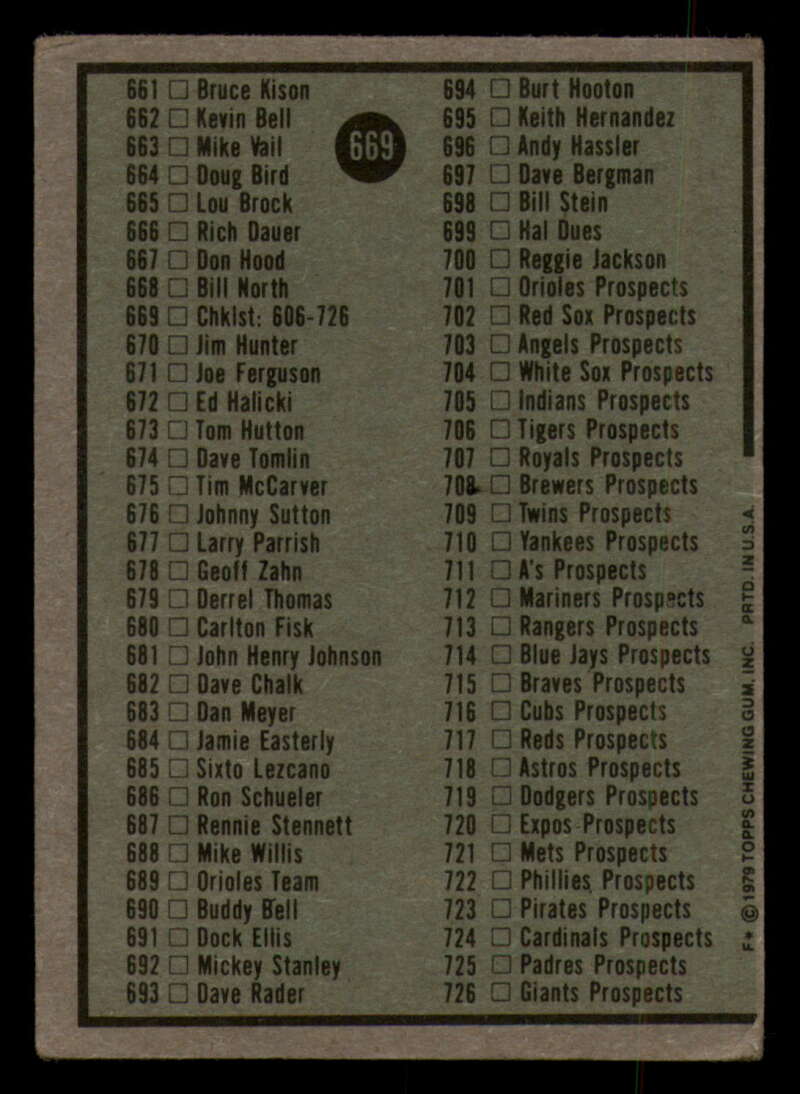 661 Bruce Kison
662 Kevin Bell
663 Mike Vail
664 Doug Bird
665 Lou Brock
666 Rich Dauer
667 Don Hood
668 Bill North
669 Chklst: 606-726
670 Jim Hunter
671 Joe Ferguson
672 Ed Halicki
673 Tom Hutton
674 Dave Tomlin
675 Tim McCarver
676 Johnny Sutton
677 Larry Parrish
678 Geoff Zahn
679 Derrel Thomas
680 Carlton Fisk
681 John Henry Johnson
682 Dave Chalk
683 Dan Meyer
684 Jamie Easterly
685 Sixto Lezcano
686 Ron Schueler
687 Rennie Stennett
688 Mike Willis
689 Orioles Team
690 Buddy Bell
691 Dock Ellis
692 Mickey Stanley
693 Dave Rader
669
694 Burt Hooton
695 Keith Hernandez
696 Andy Hassler
697 Dave Bergman
698 Bill Stein
699 Hal Dues
700 Reggie Jackson
701 Orioles Prospects
702 Red Sox Prospects
703 Angels Prospects
704 White Sox Prospects
705 Indians Prospects
706 Tigers Prospects
707 Royals Prospects
708 Brewers Prospects
709 Twins Prospects
710 Yankees Prospects
711 A's Prospects
712 Mariners Prospects
713 Rangers Prospects
714 Blue Jays Prospects
715 Braves Prospects
716 Cubs Prospects
717 Reds Prospects
718 Astros Prospects
719 Dodgers Prospects
720 Expos Prospects
721 Mets Prospects
722 Phillies Prospects
723 Pirates Prospects
724 Cardinals Prospects
725 Padres Prospects
726 Giants Prospects
F* © 1979 TOPPS CHEWING GUM, INC. PRTD. IN U.S.A.